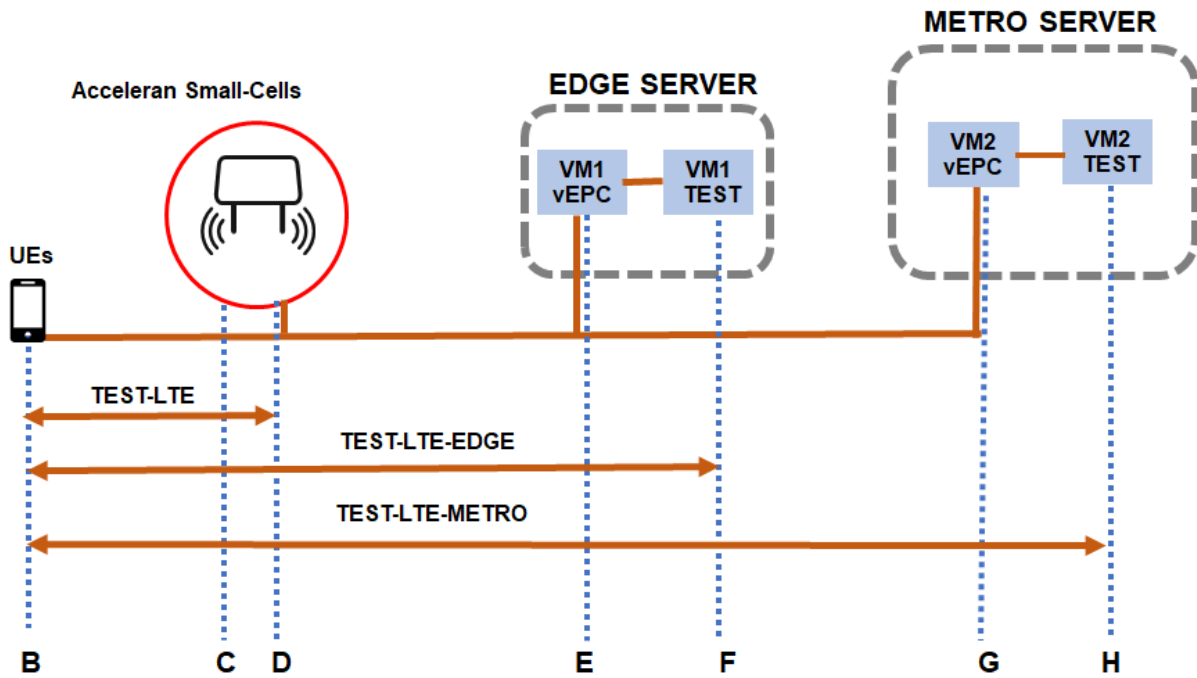 METRO SERVER
EDGE SERVER
Acceleran Small-Cells
VM1
vEPC
VM1
TEST
VM2
vEPC
VM2
TEST
UEs
TEST-LTE
TEST-LTE-EDGE
TEST-LTE-METRO
B
C
D
E
F
G
H